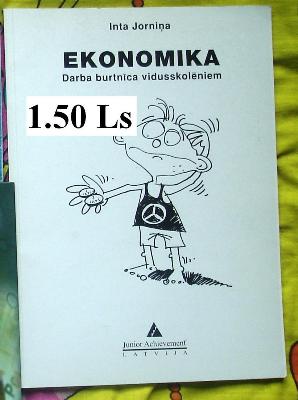 Inta Jorniņa
EKONOMIKA
Darba burtnīca vidusskolēniem
1.50 Ls
Junior Achievement
LATVIJA